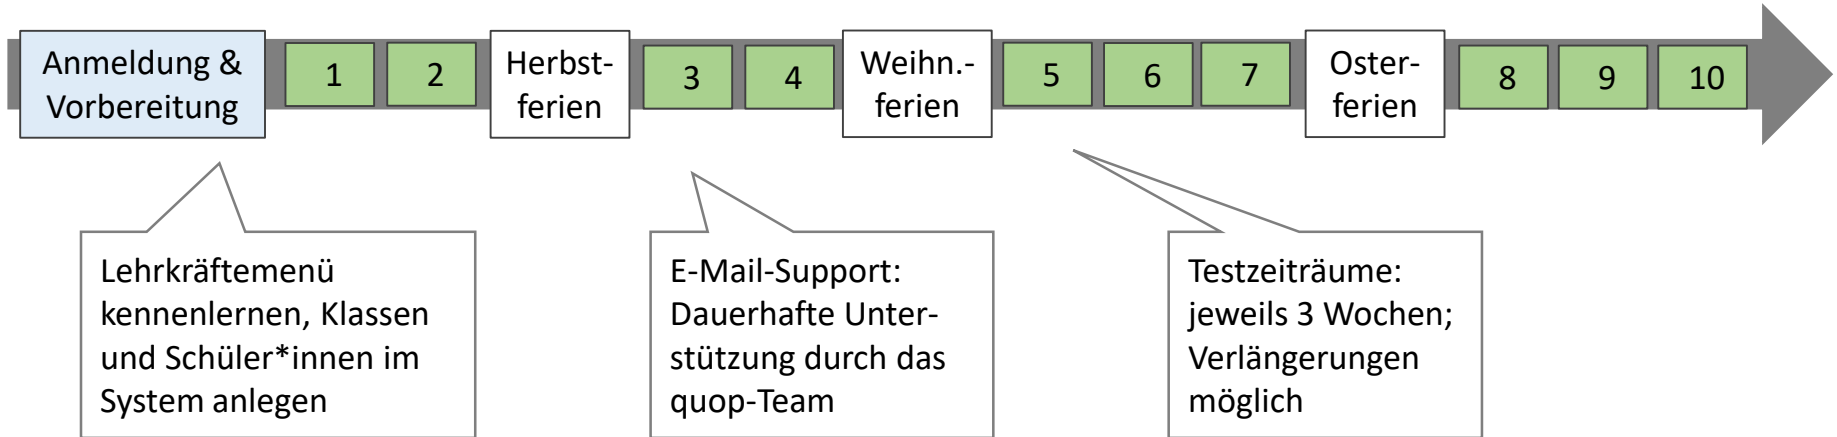 Anmeldung &
Vorbereitung
1
2
Herbst-
ferien
3
4
Weihn.-
ferien
5
6
7
Oster-
ferien
8
9
10
Lehrkräftemenü
kennenlernen, Klassen
und Schüler*innen im
System anlegen
E-Mail-Support:
Dauerhafte Unter-
stützung durch das
quop-Team
Testzeiträume:
jeweils 3 Wochen;
Verlängerungen
möglich